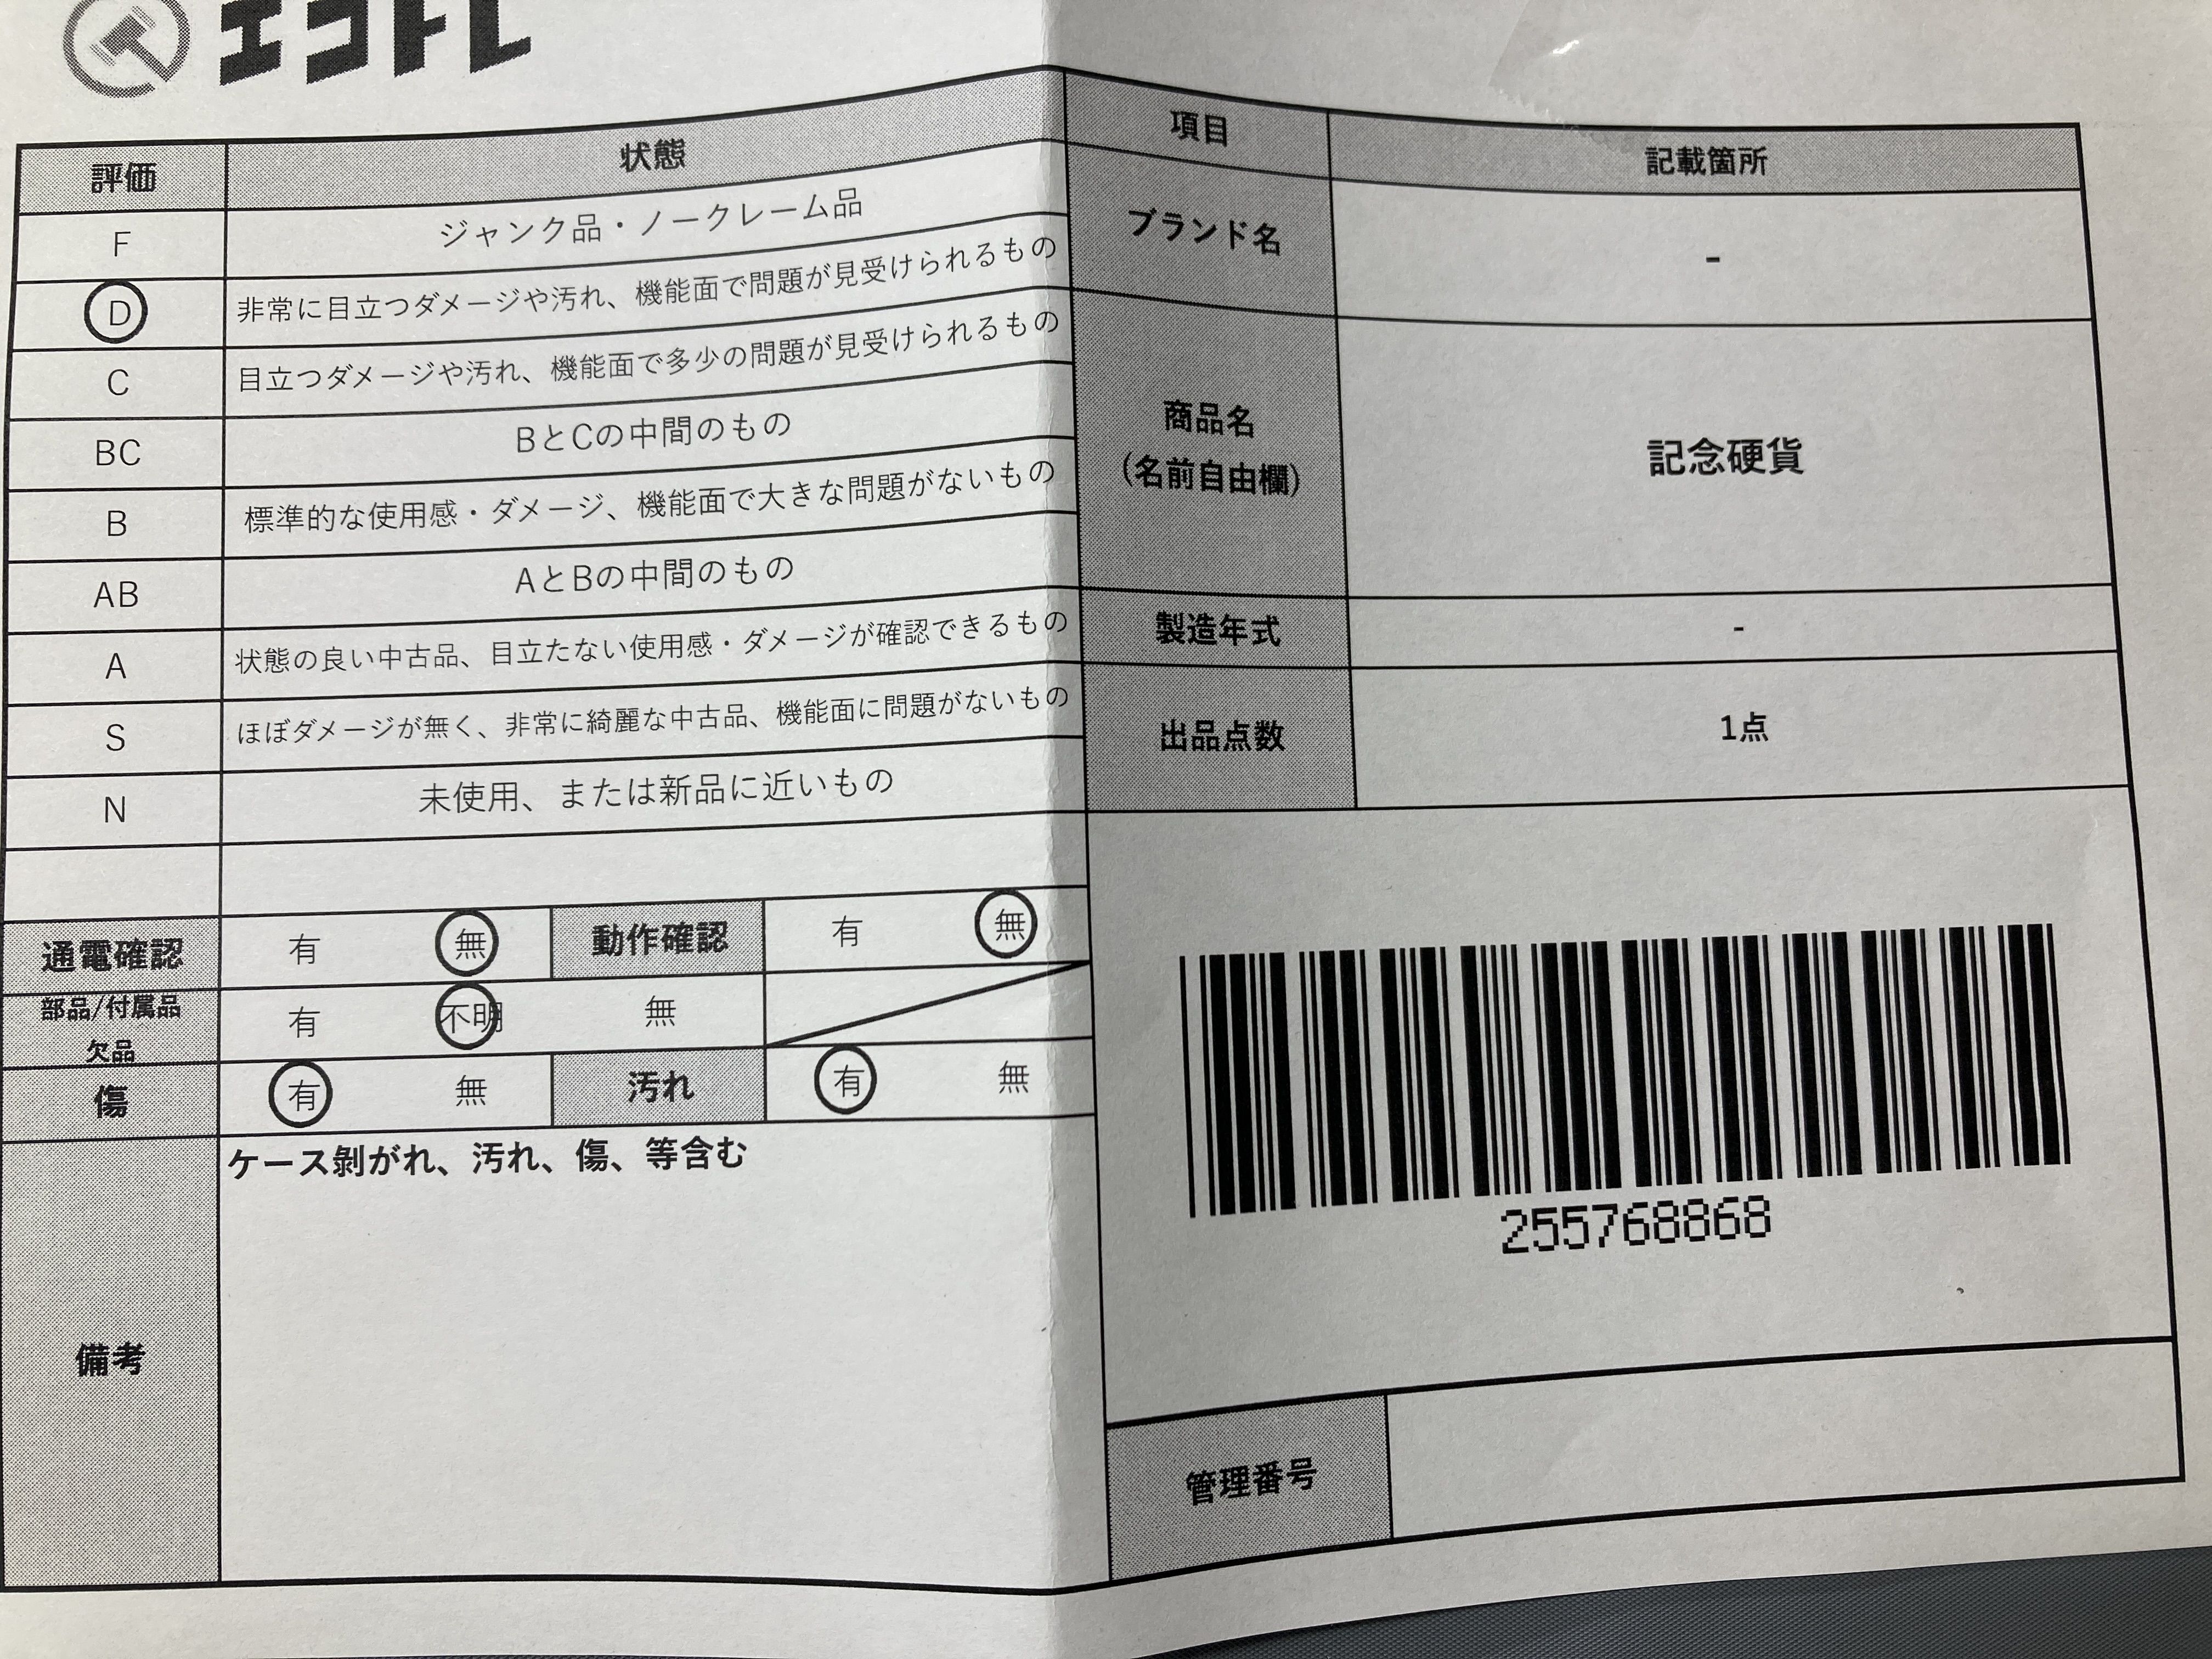 エコトレ
評価 状態
F ジャンク品・ノークレーム品
D 非常に目立つダメージや汚れ、機能面で問題が見受けられるもの
C 目立つダメージや汚れ、機能面で多少の問題が見受けられるもの
BC BとCの中間のもの
B 標準的な使用感・ダメージ、機能面で大きな問題がないもの
AB AとBの中間のもの
A 状態の良い中古品、目立たない使用感・ダメージが確認できるもの
S ほぼダメージが無く、非常に綺麗な中古品、機能面に問題がないもの
N 未使用、または新品に近いもの
通電確認 有 無 動作確認 有 無
部品/付属品
欠品 有 不明 無
傷 有 無 汚れ 有 無
備考 ケース剝がれ、汚れ、傷、等含む
項目 記載箇所
ブランド名 -
商品名
(名前自由欄) 記念硬貨
製造年式 -
出品点数 1点
255768868
管理番号